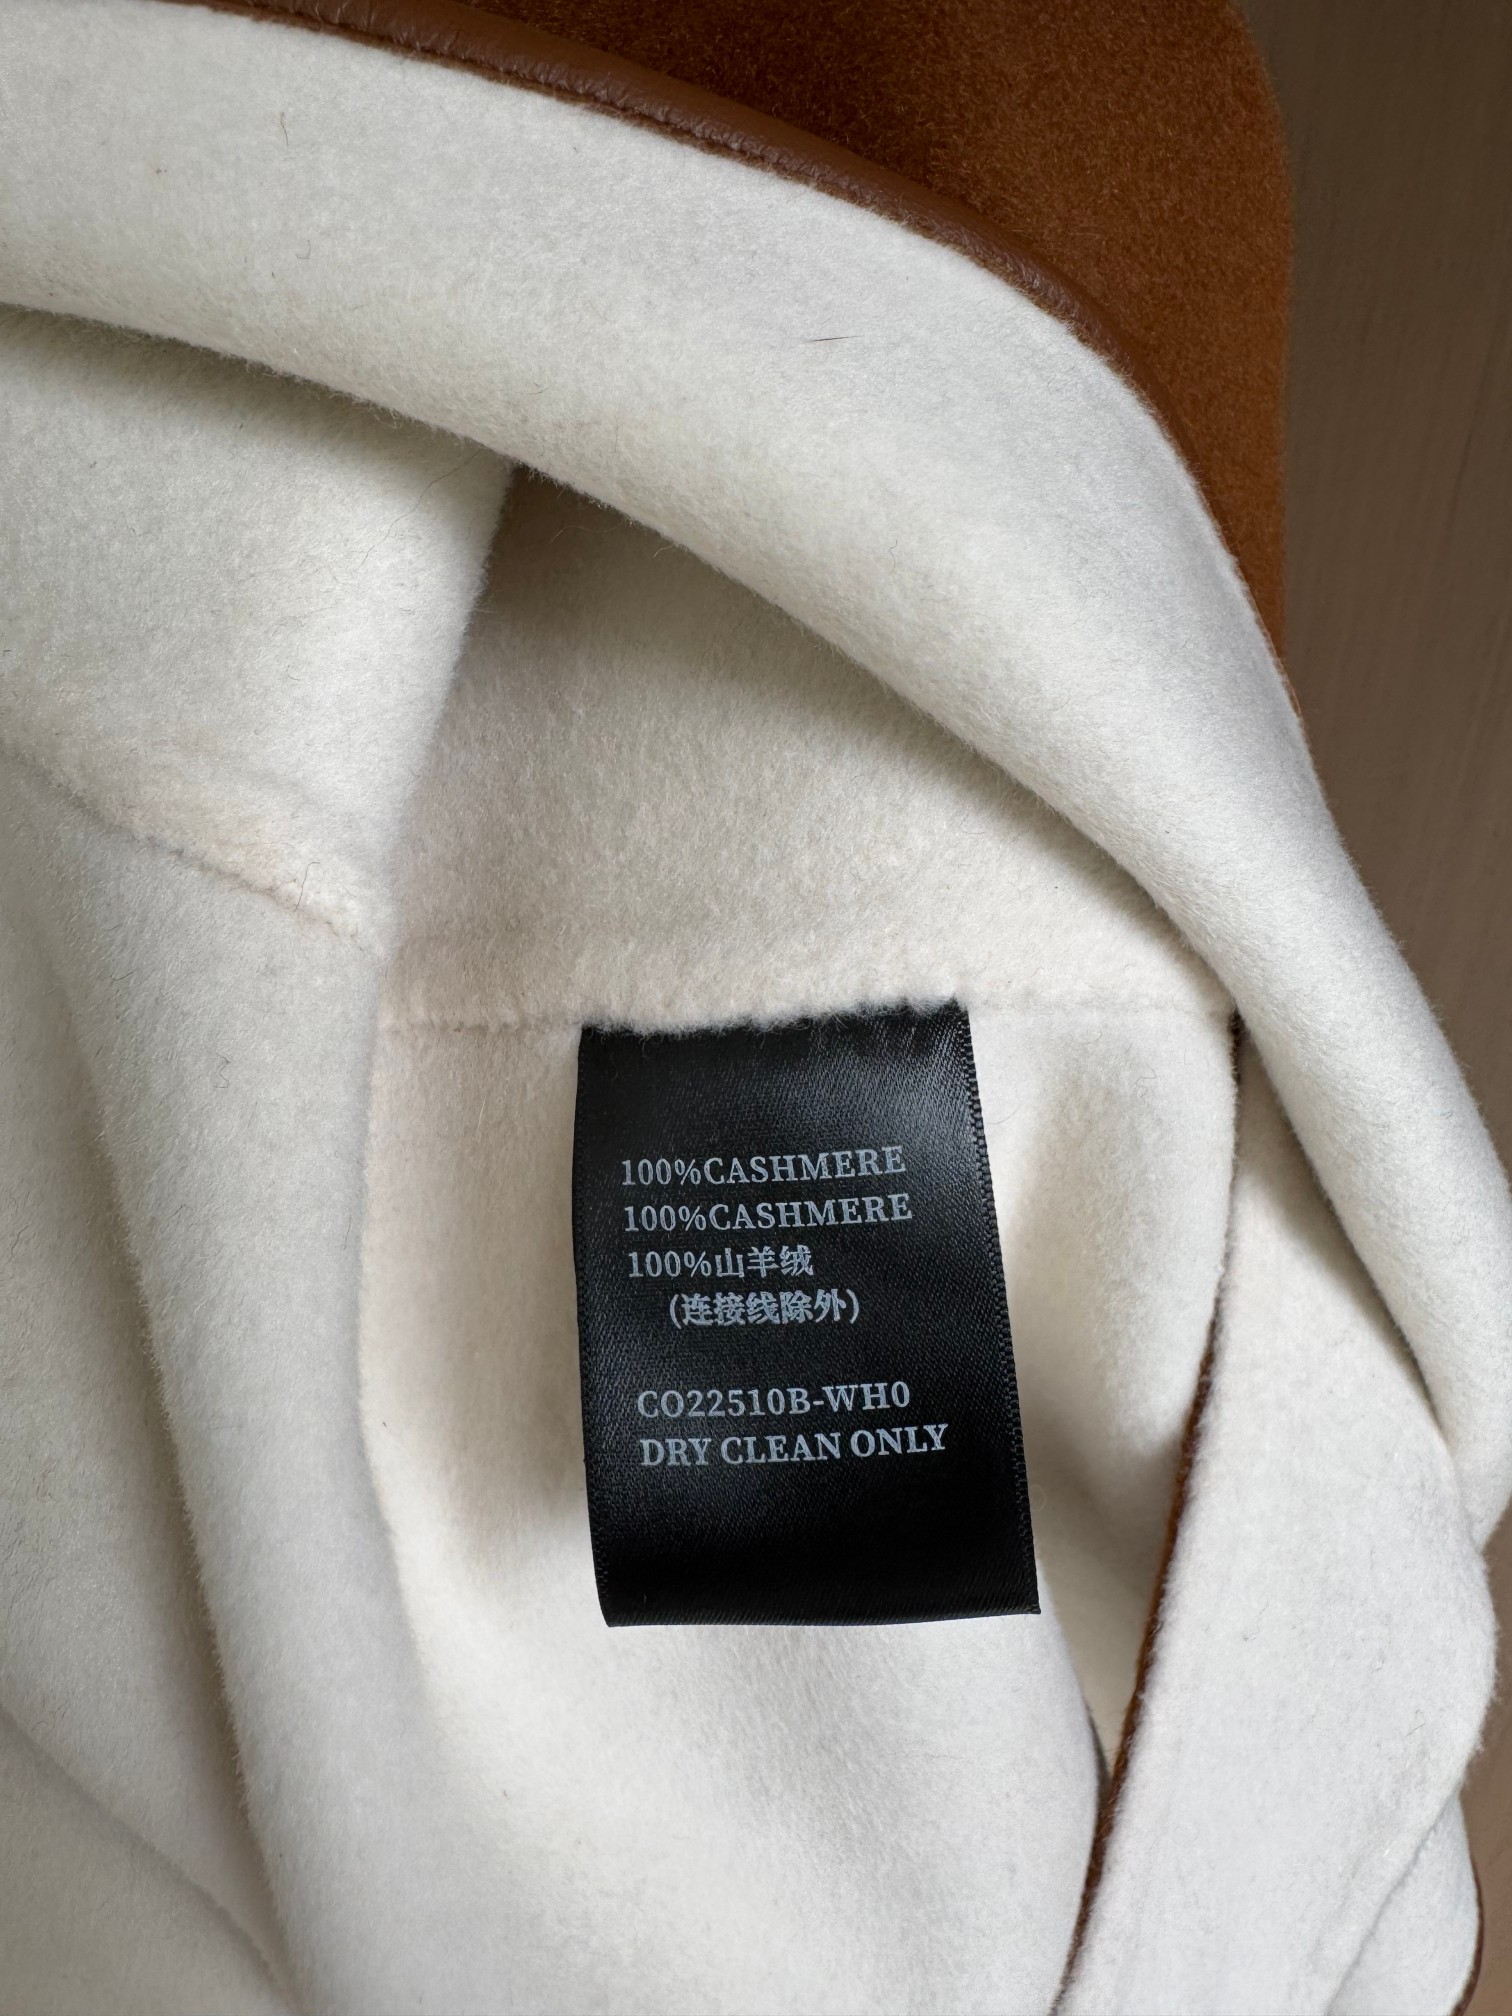 100%CASHMERE
100%CASHMERE
100%山羊绒
(连接线除外)
CO22510B-WH0
DRY CLEAN ONLY